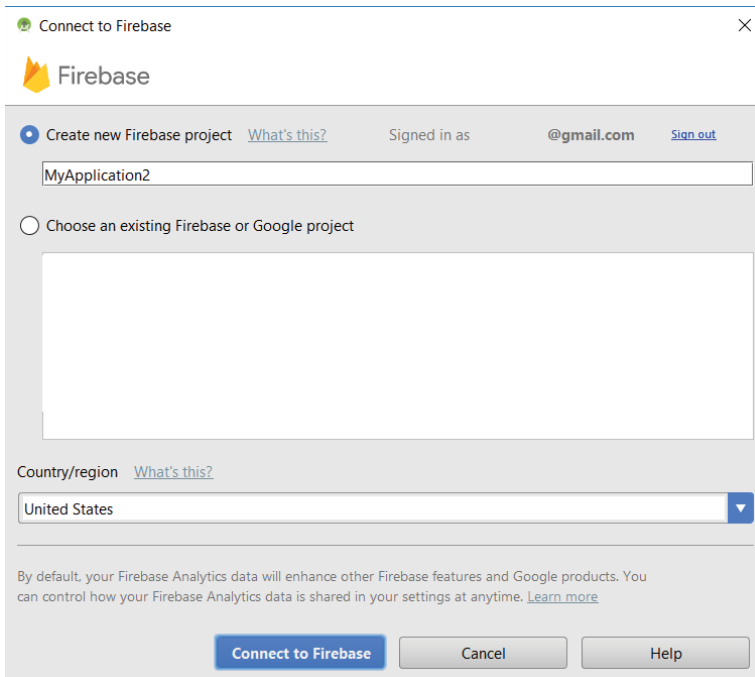 Connect to Firebase
Firebase
Create new Firebase project What's this? Signed in as @gmail.com Sign out
MyApplication2
Choose an existing Firebase or Google project
Country/region What's this?
United States
By default, your Firebase Analytics data will enhance other Firebase features and Google products. You
can control how your Firebase Analytics data is shared in your settings at anytime. Learn more
Connect to Firebase Cancel Help